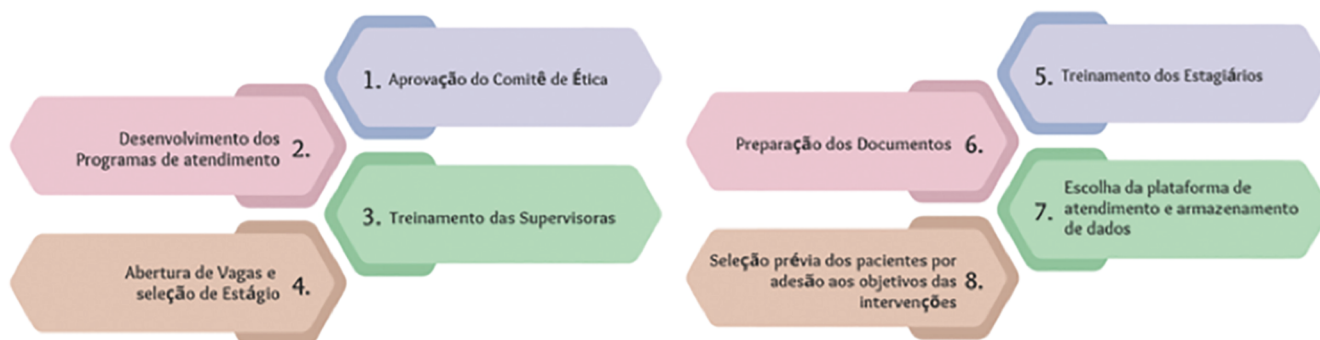 1. Aprovação do Comitê de Ética
Desenvolvimento dos
Programas de atendimento 2.
3. Treinamento das Supervisoras
Abertura de Vagas e
seleção de Estágio 4.
5. Treinamento dos Estagiários
Preparação dos Documentos 6.
7. Escolha da plataforma de
atendimento e armazenamento
de dados
Seleção prévia dos pacientes por
adesão aos objetivos das 8.
intervenções